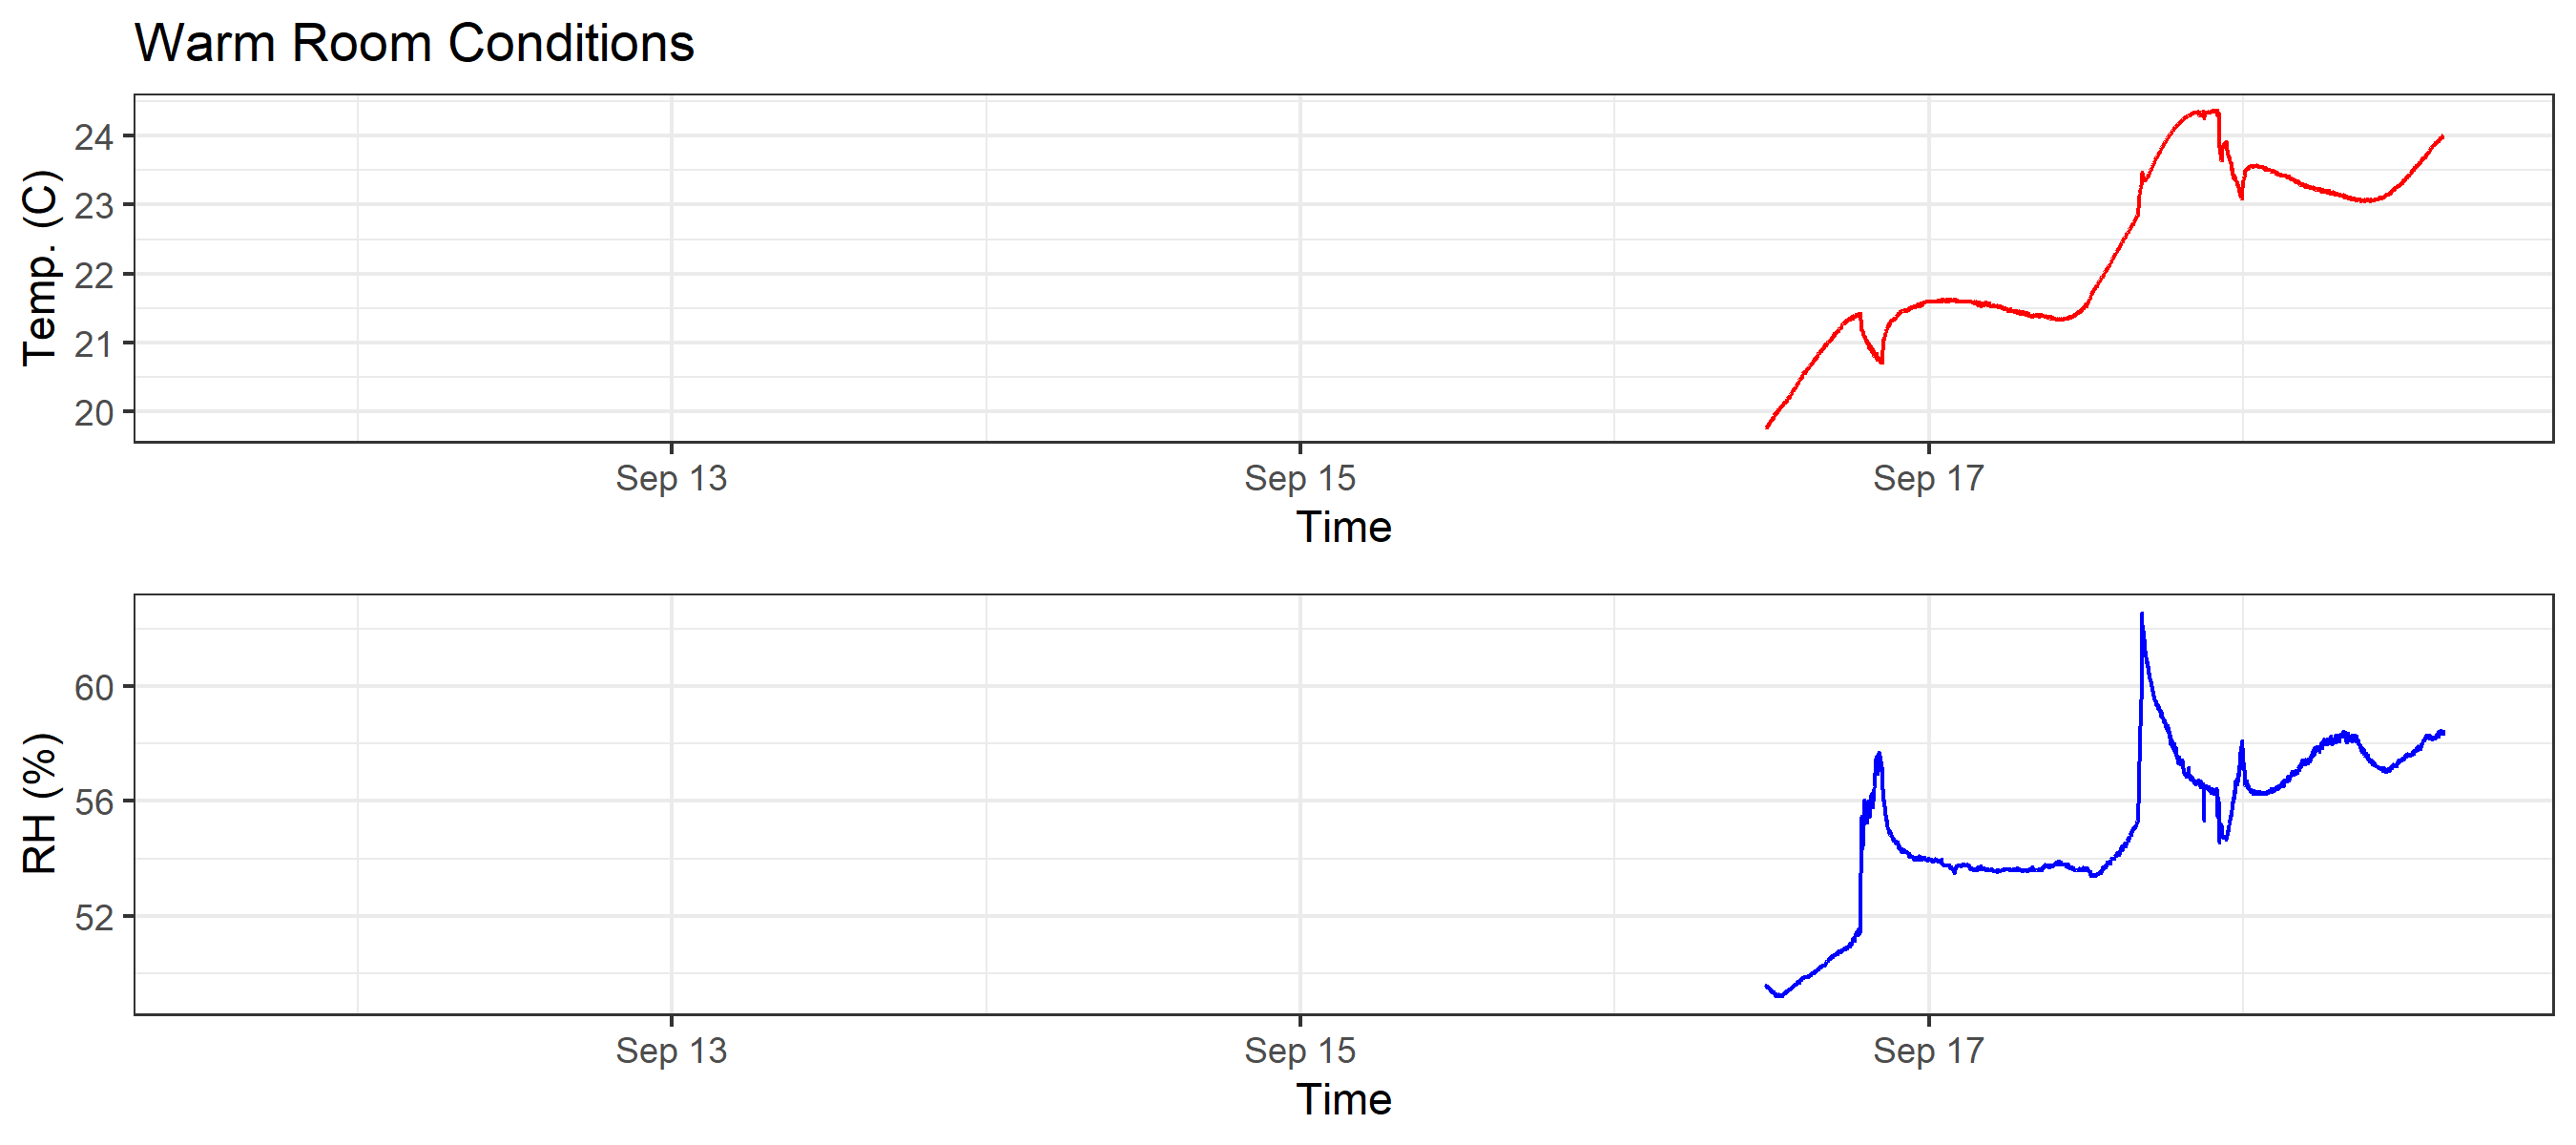 Warm Room Conditions
Temp. (C)
24
23
22
21
20
Sep 13 Sep 15 Sep 17
Time
RH (%)
60
56
52
Sep 13 Sep 15 Sep 17
Time